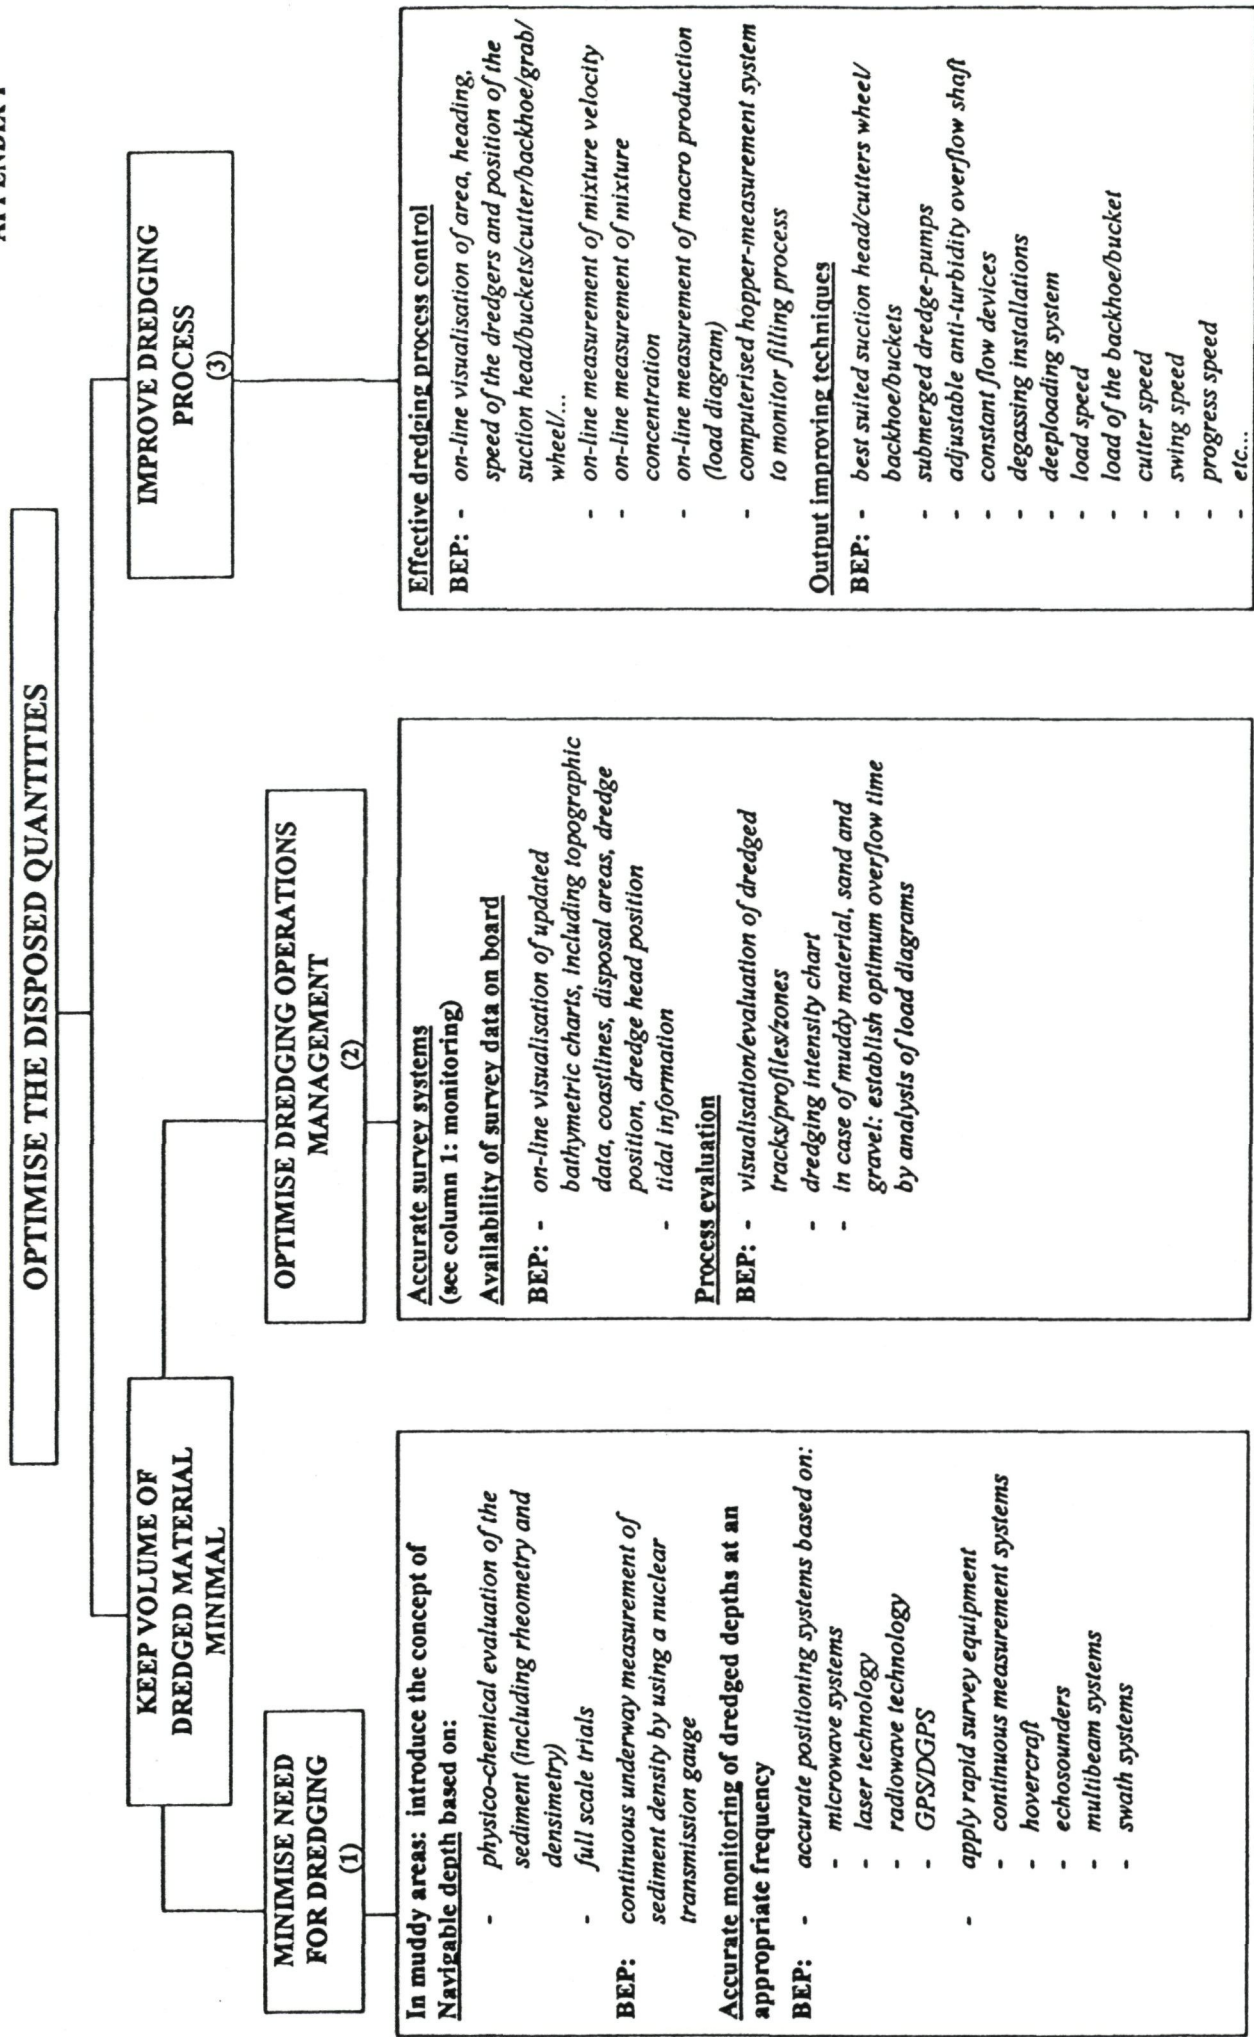 OPTIMISE THE DISPOSED QUANTITIES
KEEP VOLUME OF
DREDGED MATERIAL
MINIMAL
IMPROVE DREDGING
PROCESS
(3)
MINIMISE NEED
FOR DREDGING
(1)
OPTIMISE DREDGING OPERATIONS
MANAGEMENT
(2)
In muddy areas: introduce the concept of
Navigable depth based on:
- physico-chemical evaluation of the
sediment (including rheometry and
densimetry)
- full scale trials
BEP: continuous underway measurement of
sediment density by using a nuclear
transmission gauge
Accurate monitoring of dredged depths at an
appropriate frequency
BEP: - accurate positioning systems based on:
- microwave systems
- laser technology
- radiowave technology
- GPS/DGPS
- apply rapid survey equipment
- continuous measurement systems
- hovercraft
- echosounders
- multibeam systems
- swath systems
Accurate survey systems
(see column 1: monitoring)
Availability of survey data on board
BEP: - on-line visualisation of updated
bathymetric charts, including topographic
data, coastlines, disposal areas, dredge
position, dredge head position
- tidal information
Process evaluation
BEP: - visualisation/evaluation of dredged
tracks/profiles/zones
- dredging intensity chart
- in case of muddy material, sand and
gravel: establish optimum overflow time
by analysis of load diagrams
Effective dredging process control
BEP: - on-line visualisation of area, heading,
speed of the dredgers and position of the
suction head/buckets/cutter/backhoe/grab/
wheel/...
- on-line measurement of mixture velocity
- on-line measurement of mixture
concentration
- on-line measurement of macro production
(load diagram)
- computerised hopper-measurement system
to monitor filling process
Output improving techniques
BEP: - best suited suction head/cutters wheel/
backhoe/buckets
- submerged dredge-pumps
- adjustable anti-turbidity overflow shaft
- constant flow devices
- degassing installations
- deeploading system
- load speed
- load of the backhoe/bucket
- cutter speed
- swing speed
- progress speed
- etc...